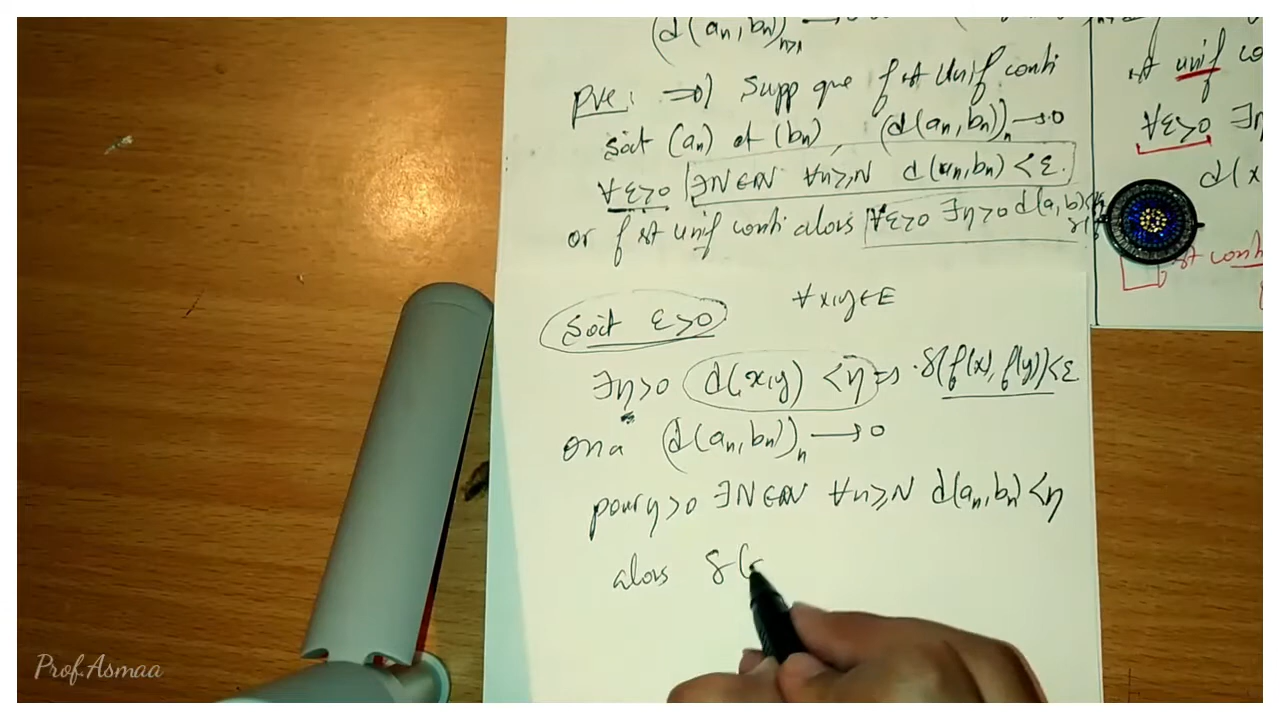 (d(an, bn))n≥1 →
pve: ⇒) Supp que f est Unif conti
Soit (an) et (bn), (d(an, bn))n → 0
∀ε>0 ∃N∈ℕ ∀n≥N d(an, bn) < ε.
or f est unif conti alors ∀ε>0 ∃η>0 d(a, b) < η
Soit ε>0
∀x,y ∈ E
∃η>0 d(x,y) < η ⇒ δ(f(x), f(y)) < ε
on a (d(an, bn))n → 0
pour η>0 ∃N∈ℕ ∀n≥N d(an, bn) < η
alors δ(
est unif co
∀ε>0 ∃η
d(x
est conti
Prof.Asmaa